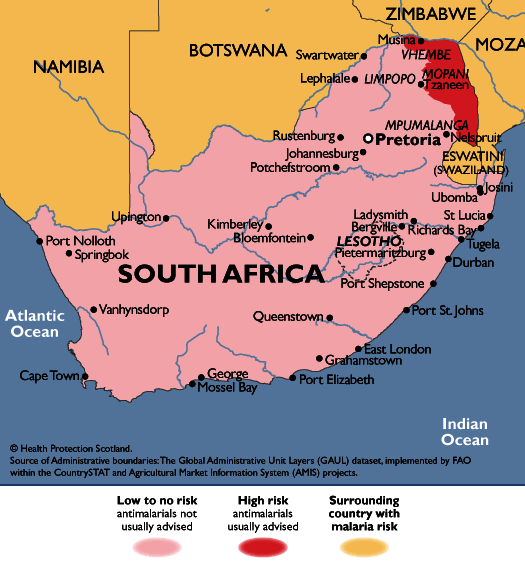 ZIMBABWE
MOZA
BOTSWANA
NAMIBIA
Musina
VHEMBE
Swartwater
Lephalale
LIMPOPO
MOPANI
Tzaneen
MPUMALANGA
Rustenburg
Pretoria
Nelspruit
Johannesburg
ESWATINI
(SWAZILAND)
Potchefstroom
Josini
Ubomba
Upington
Kimberley
Ladysmith
St Lucia
Bergville
Richards Bay
Bloemfontein
LESOTHO
Tugela
Port Nolloth
Springbok
Pietermaritzburg
Durban
SOUTH AFRICA
Port Shepstone
Vanhynsdorp
Queenstown
Port St. Johns
Atlantic
Ocean
East London
Grahamstown
Cape Town
George
Mossel Bay
Port Elizabeth
Indian
Ocean
© Health Protection Scotland.
Source of Administrative boundaries: The Global Administrative Unit Layers (GAUL) dataset, implemented by FAO
within the CountrySTAT and Agricultural Market Information System (AMIS) projects.
Low to no risk
antimalarials not
usually advised
High risk
antimalarials
usually advised
Surrounding
country with
malaria risk